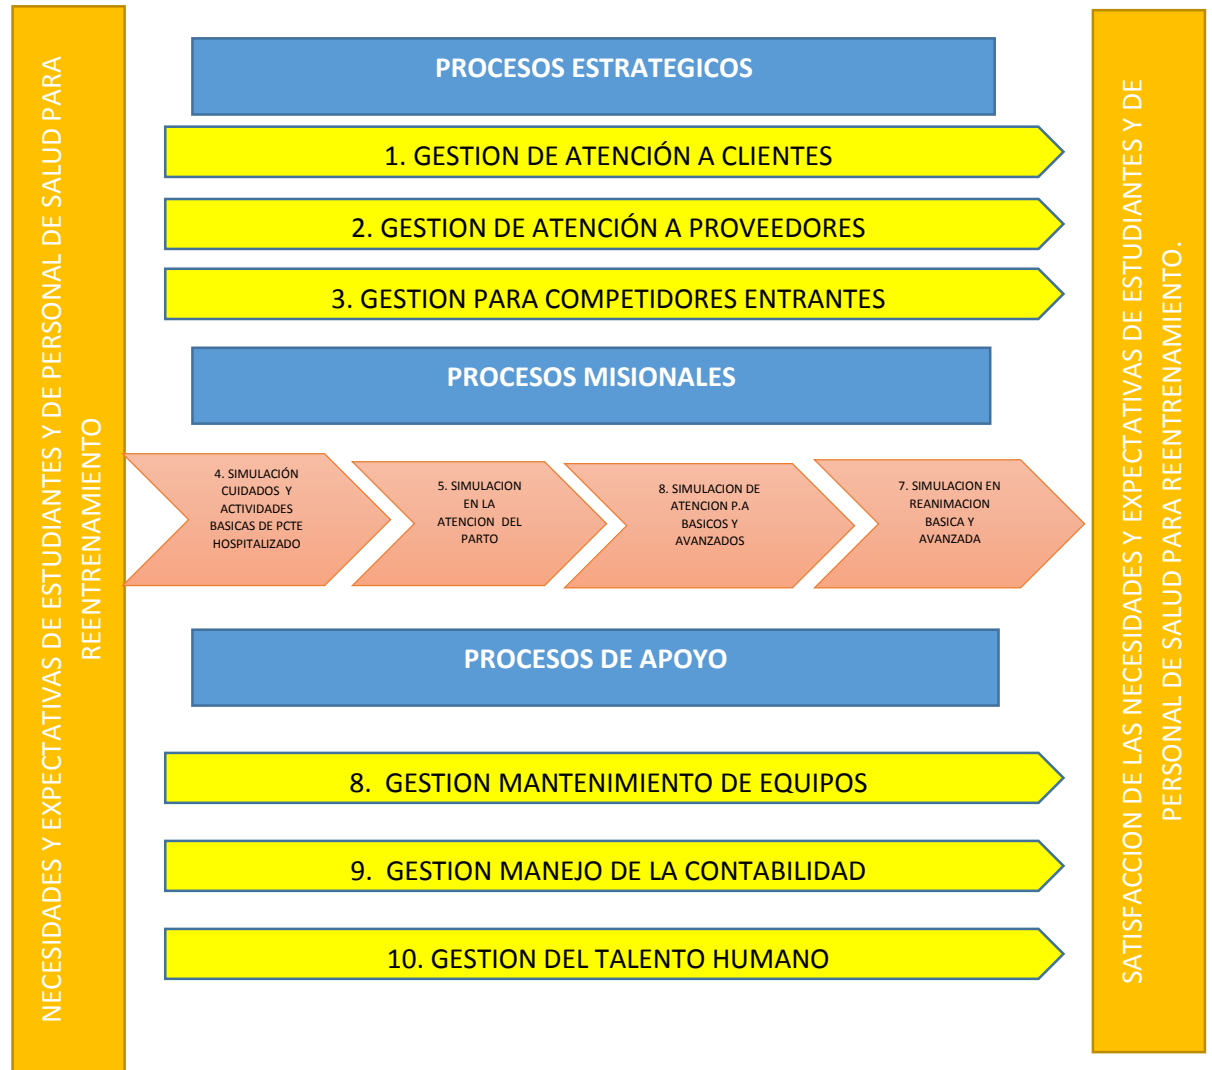 NECESIDADES Y EXPECTATIVAS DE ESTUDIANTES Y DE PERSONAL DE SALUD PARA
REENTRENAMIENTO
PROCESOS ESTRATEGICOS
1. GESTION DE ATENCIÓN A CLIENTES
2. GESTION DE ATENCIÓN A PROVEEDORES
3. GESTION PARA COMPETIDORES ENTRANTES
PROCESOS MISIONALES
4. SIMULACIÓN
CUIDADOS Y
ACTIVIDADES
BASICAS DE PCTE
HOSPITALIZADO
5. SIMULACION
EN LA
ATENCION DEL
PARTO
8. SIMULACION DE
ATENCION P.A
BASICOS Y
AVANZADOS
7. SIMULACION EN
REANIMACION
BASICA Y
AVANZADA
PROCESOS DE APOYO
8. GESTION MANTENIMIENTO DE EQUIPOS
9. GESTION MANEJO DE LA CONTABILIDAD
10. GESTION DEL TALENTO HUMANO
SATISFACCION DE LAS NECESIDADES Y EXPECTATIVAS DE ESTUDIANTES Y DE
PERSONAL DE SALUD PARA REENTRENAMIENTO.